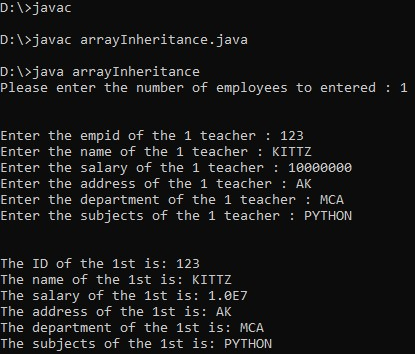 D:\>javac
D:\>javac arrayInheritance.java
D:\>java arrayInheritance
Please enter the number of employees to entered : 1
Enter the empid of the 1 teacher : 123
Enter the name of the 1 teacher : KITTZ
Enter the salary of the 1 teacher : 10000000
Enter the address of the 1 teacher : AK
Enter the department of the 1 teacher : MCA
Enter the subjects of the 1 teacher : PYTHON
The ID of the 1st is: 123
The name of the 1st is: KITTZ
The salary of the 1st is: 1.0E7
The address of the 1st is: AK
The department of the 1st is: MCA
The subjects of the 1st is: PYTHON